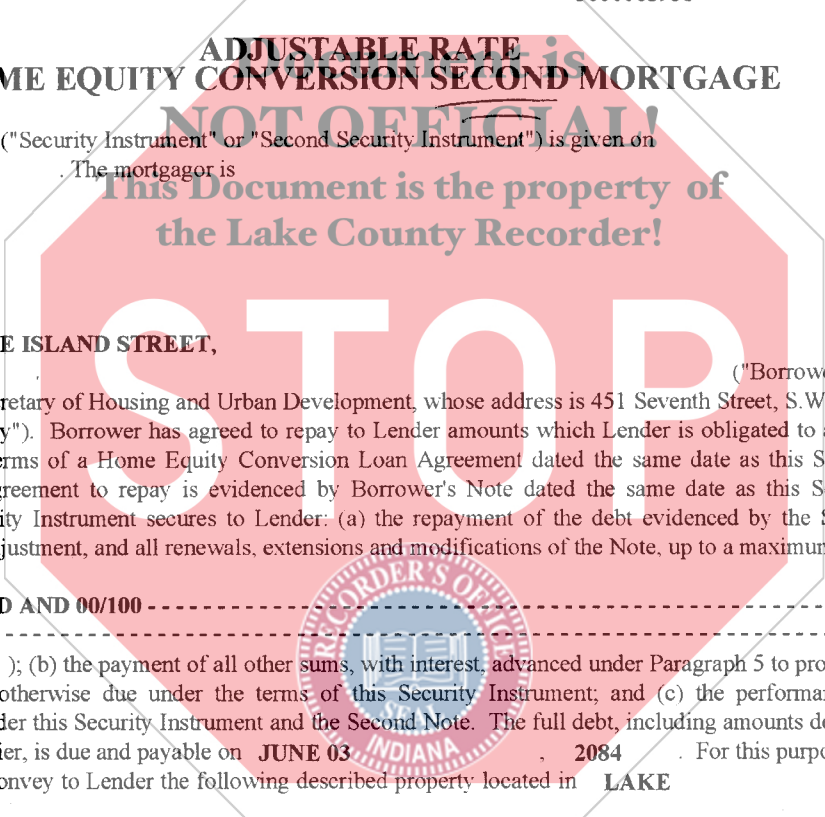 ADJUSTABLE RATE
Document is
ME EQUITY CONVERSION SECOND MORTGAGE
NOT OFFICIAL!
("Security Instrument" or "Second Security Instrument") is given on
. The mortgagor is
This Document is the property of
the Lake County Recorder!
STOP
E ISLAND STREET,
("Borrowe
retary of Housing and Urban Development, whose address is 451 Seventh Street, S.W
y"). Borrower has agreed to repay to Lender amounts which Lender is obligated to a
erms of a Home Equity Conversion Loan Agreement dated the same date as this S
greement to repay is evidenced by Borrower's Note dated the same date as this S
ity Instrument secures to Lender: (a) the repayment of the debt evidenced by the S
justment, and all renewals, extensions and modifications of the Note, up to a maximum
D AND 00/100 - - - - - - - - - - - - - - - - - - - - - - - - - - - - - - - - - - - - - - - - - - - - - - - -
- - - - - - - - - - - - - - - - - - - - - - - - - - - - - - - - - - - - - - - - - - - - - - - - - - - - - - - - - -
); (b) the payment of all other sums, with interest, advanced under Paragraph 5 to pro
otherwise due under the terms of this Security Instrument; and (c) the performa
der this Security Instrument and the Second Note. The full debt, including amounts de
ier, is due and payable on JUNE 03 , 2084 . For this purpo
onvey to Lender the following described property located in LAKE
RECORDER'S OFFICE
SEAL
INDIANA